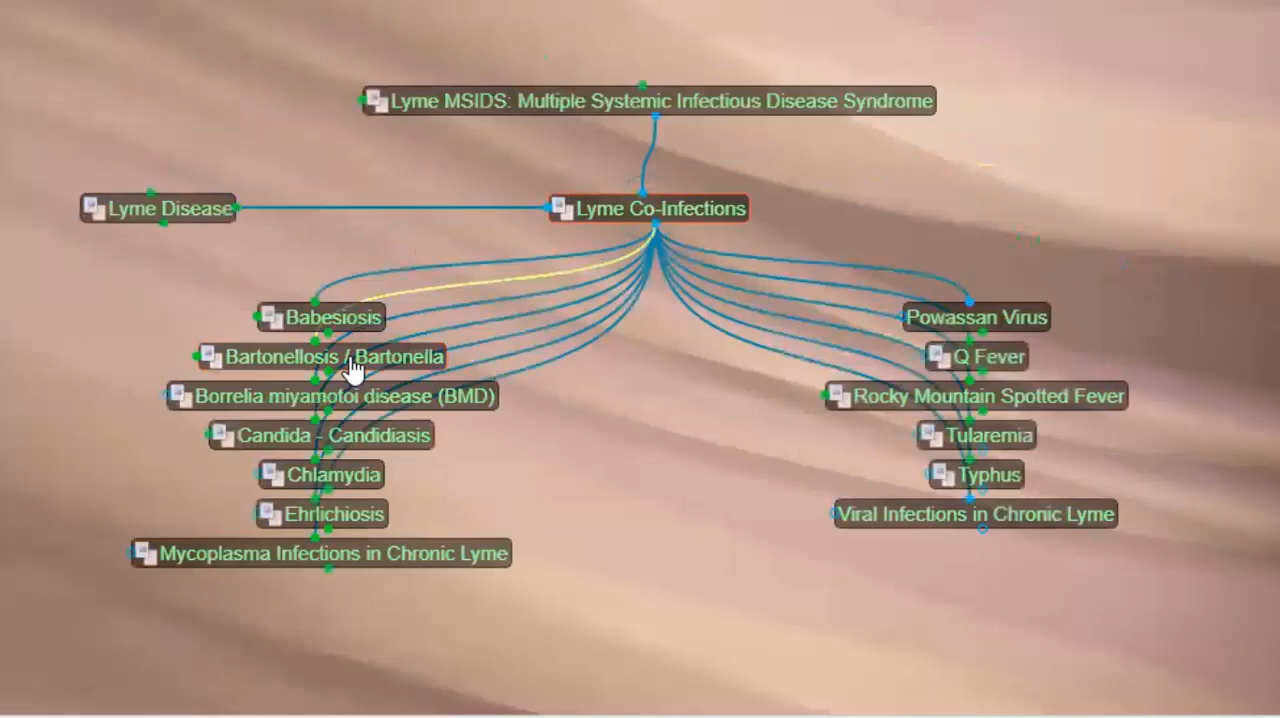 Lyme MSIDS: Multiple Systemic Infectious Disease Syndrome
Lyme Disease
Lyme Co-Infections
Babesiosis
Bartonellosis / Bartonella
Borrelia miyamotoi disease (BMD)
Candida - Candidiasis
Chlamydia
Ehrlichiosis
Mycoplasma Infections in Chronic Lyme
Powassan Virus
Q Fever
Rocky Mountain Spotted Fever
Tularemia
Typhus
Viral Infections in Chronic Lyme